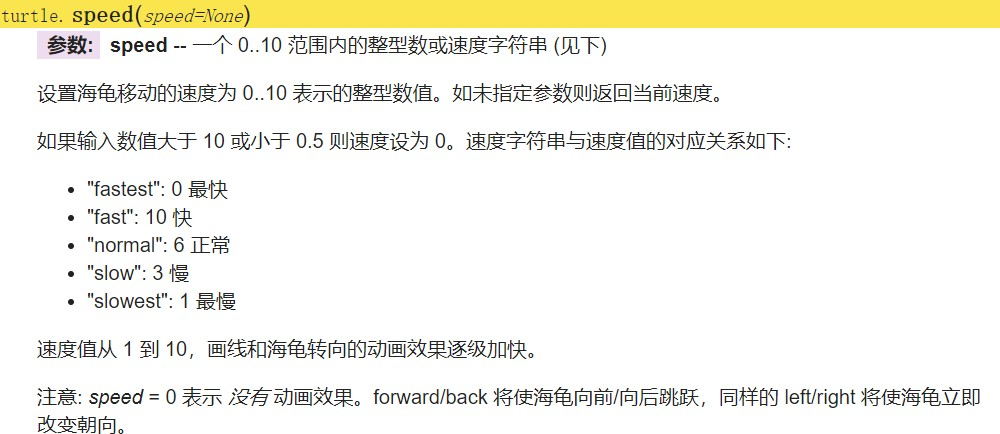 turtle.speed(speed=None)
参数: speed -- 一个 0..10 范围内的整型数或速度字符串 (见下)
设置海龟移动的速度为 0..10 表示的整型数值。如未指定参数则返回当前速度。
如果输入数值大于 10 或小于 0.5 则速度设为 0。速度字符串与速度值的对应关系如下:
• "fastest": 0 最快
• "fast": 10 快
• "normal": 6 正常
• "slow": 3 慢
• "slowest": 1 最慢
速度值从 1 到 10，画线和海龟转向的动画效果逐级加快。
注意: speed = 0 表示 没有 动画效果。forward/back 将使海龟向前/向后跳跃，同样的 left/right 将使海龟立即
改变朝向。